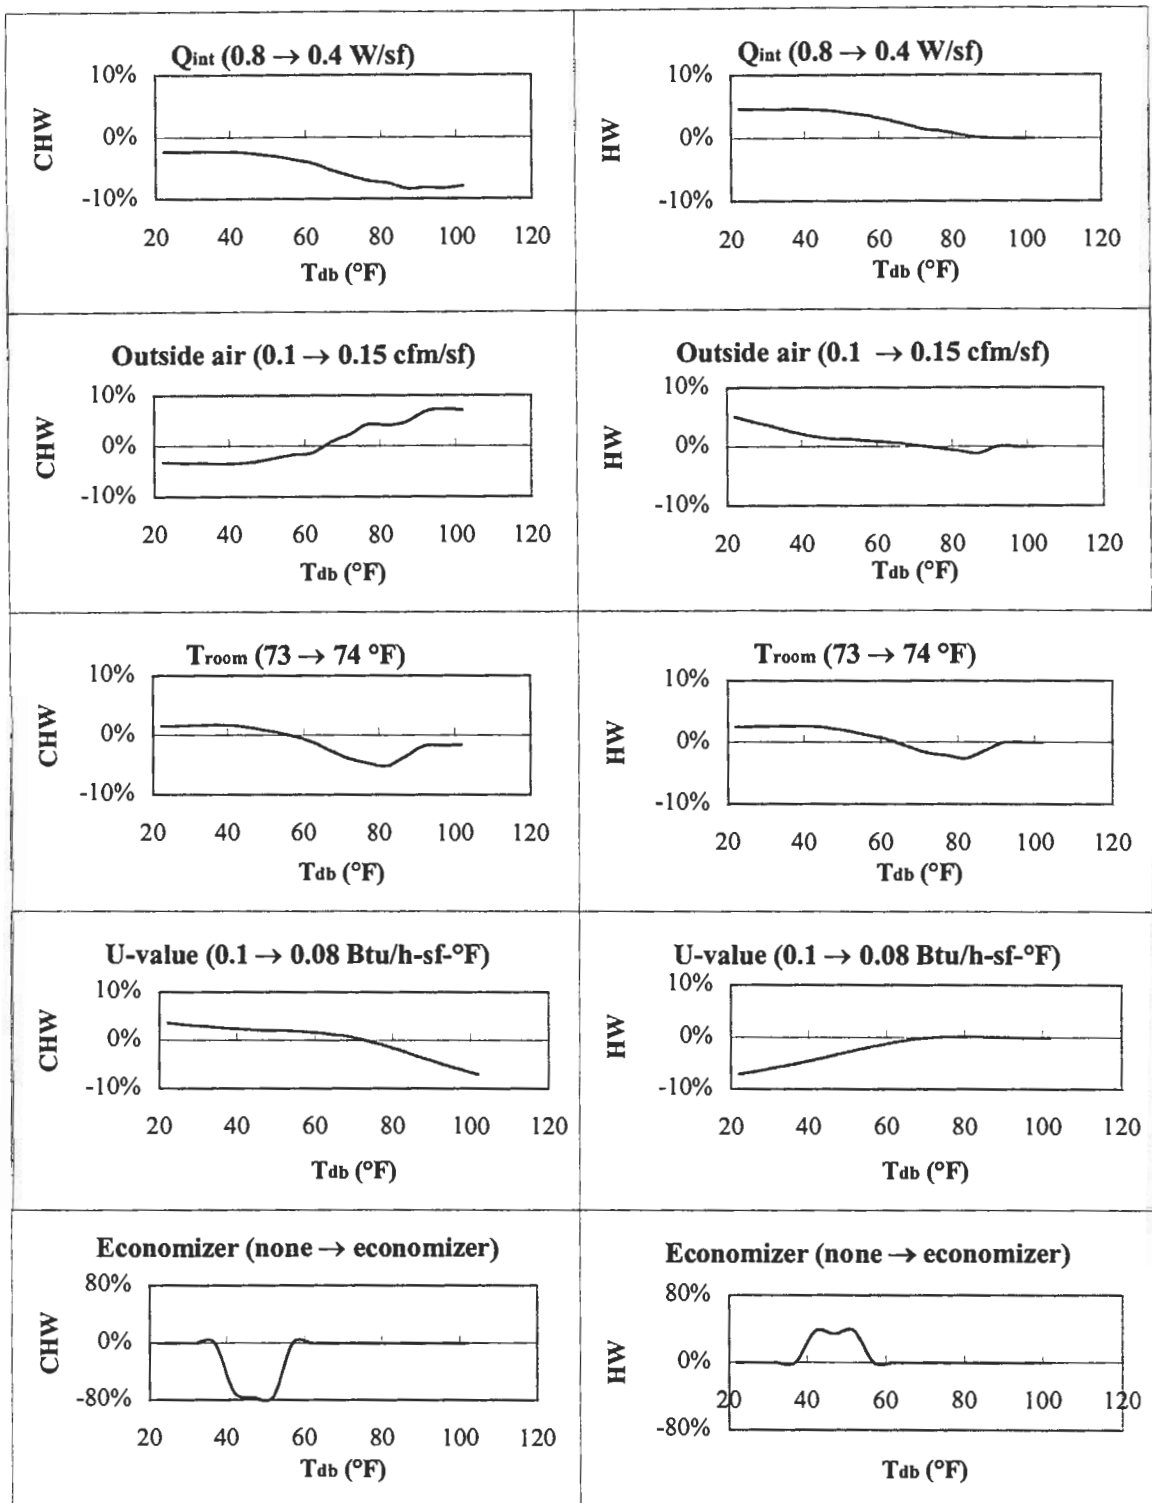 Qint (0.8 → 0.4 W/sf)
10%
0%
-10%
CHW
20 40 60 80 100 120
Tdb (°F)
Qint (0.8 → 0.4 W/sf)
10%
0%
-10%
HW
20 40 60 80 100 120
Tdb (°F)
Outside air (0.1 → 0.15 cfm/sf)
10%
0%
-10%
CHW
20 40 60 80 100 120
Tdb (°F)
Outside air (0.1 → 0.15 cfm/sf)
10%
0%
-10%
HW
20 40 60 80 100 120
Tdb (°F)
Troom (73 → 74 °F)
10%
0%
-10%
CHW
20 40 60 80 100 120
Tdb (°F)
Troom (73 → 74 °F)
10%
0%
-10%
HW
20 40 60 80 100 120
Tdb (°F)
U-value (0.1 → 0.08 Btu/h-sf-°F)
10%
0%
-10%
CHW
20 40 60 80 100 120
Tdb (°F)
U-value (0.1 → 0.08 Btu/h-sf-°F)
10%
0%
-10%
HW
20 40 60 80 100 120
Tdb (°F)
Economizer (none → economizer)
80%
0%
-80%
CHW
20 40 60 80 100 120
Tdb (°F)
Economizer (none → economizer)
80%
0%
-80%
HW
20 40 60 80 100 120
Tdb (°F)